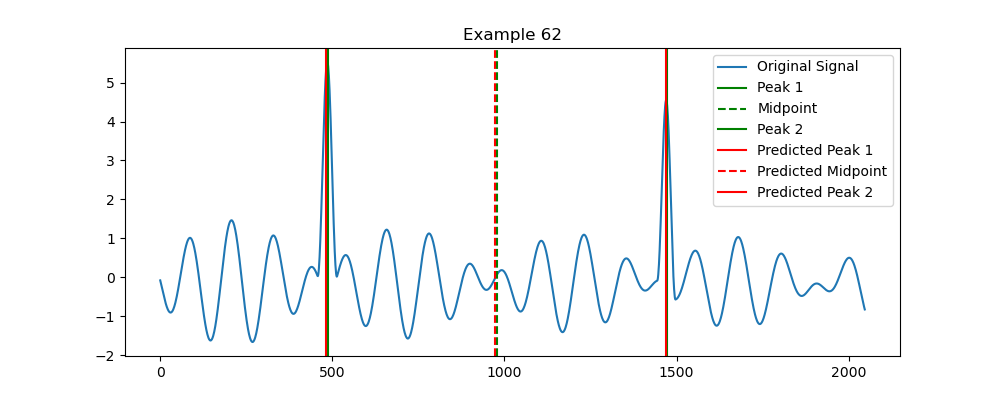 Example 62
Original Signal
Peak 1
Midpoint
Peak 2
Predicted Peak 1
Predicted Midpoint
Predicted Peak 2
5
4
3
2
1
0
−1
−2
0 500 1000 1500 2000